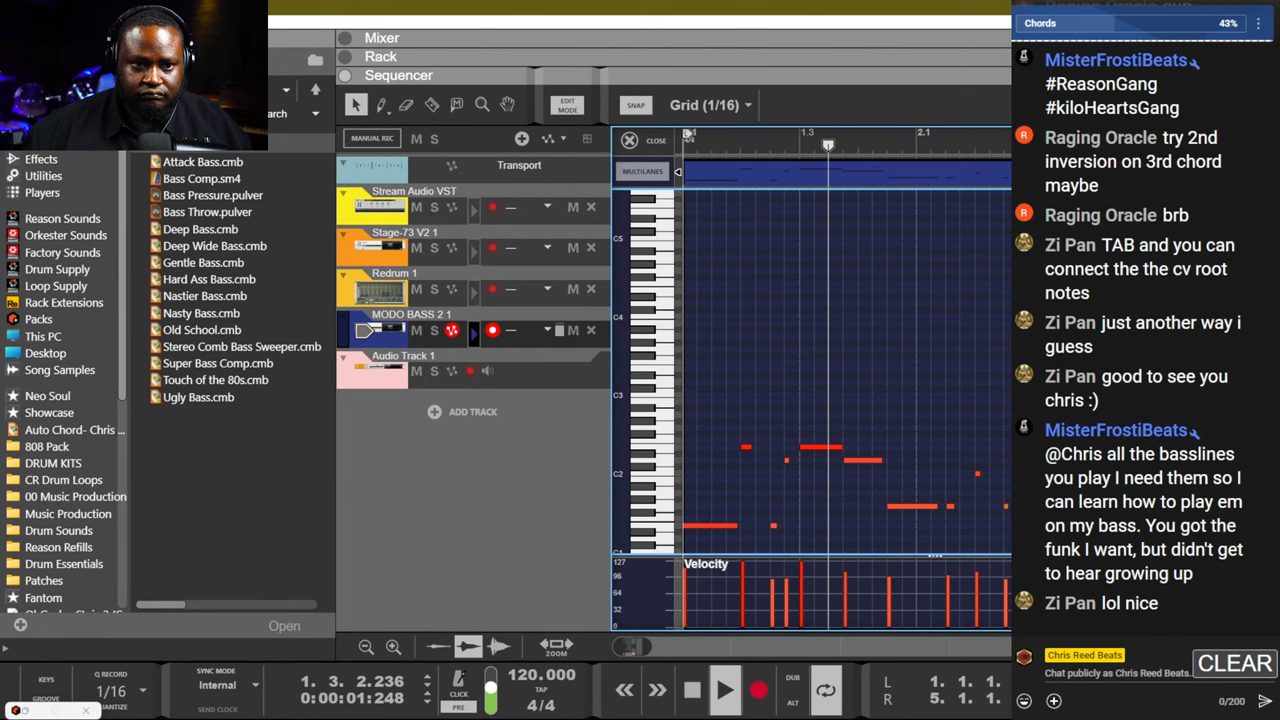 Mixer
Rack
Sequencer
arch
EDIT
MODE
SNAP
Grid (1/16)
MANUAL REC
M S
CLOSE
1.3
2.1
4/4
MULTILANES
Transport
Stream Audio VST
M S
M
Stage-73 V2 1
M S
M
Redrum 1
M S
M
MODO BASS 2 1
M S
M
Audio Track 1
M S
ADD TRACK
C5
C4
C3
C2
C1
Velocity
127
96
64
32
0
Effects
Utilities
Players
Reason Sounds
Orkester Sounds
Factory Sounds
Drum Supply
Loop Supply
Rack Extensions
Packs
This PC
Desktop
Song Samples
Neo Soul
Showcase
Auto Chord- Chris ...
808 Pack
DRUM KITS
CR Drum Loops
00 Music Production
Music Production
Drum Sounds
Reason Refills
Drum Essentials
Patches
Fantom
Attack Bass.cmb
Bass Comp.sm4
Bass Pressure.pulver
Bass Throw.pulver
Deep Bass.cmb
Deep Wide Bass.cmb
Gentle Bass.cmb
Hard Ass Bass.cmb
Nastier Bass.cmb
Nasty Bass.cmb
Old School.cmb
Stereo Comb Bass Sweeper.cmb
Super Bass Comp.cmb
Touch of the 80s.cmb
Ugly Bass.cmb
Open
ZOOM
KEYS
GROOVE
Q RECORD
1/16
QUANTIZE
SYNC MODE
Internal
SEND CLOCK
1. 3. 2.236
0:00:01:248
CLICK
PRE
120.000
TAP
4/4
DUB
ALT
L 1. 1. 1.
R 5. 1. 1.
Chords 43%
MisterFrostiBeats
#ReasonGang
#kiloHeartsGang
R Raging Oracle try 2nd
inversion on 3rd chord
maybe
R Raging Oracle brb
Zi Pan TAB and you can
connect the the cv root
notes
Zi Pan just another way i
guess
Zi Pan good to see you
chris :)
MisterFrostiBeats
@Chris all the basslines
you play I need them so I
can learn how to play em
on my bass. You got the
funk I want, but didn't get
to hear growing up
Zi Pan lol nice
Chris Reed Beats
Chat publicly as Chris Reed Beats...
CLEAR
0/200